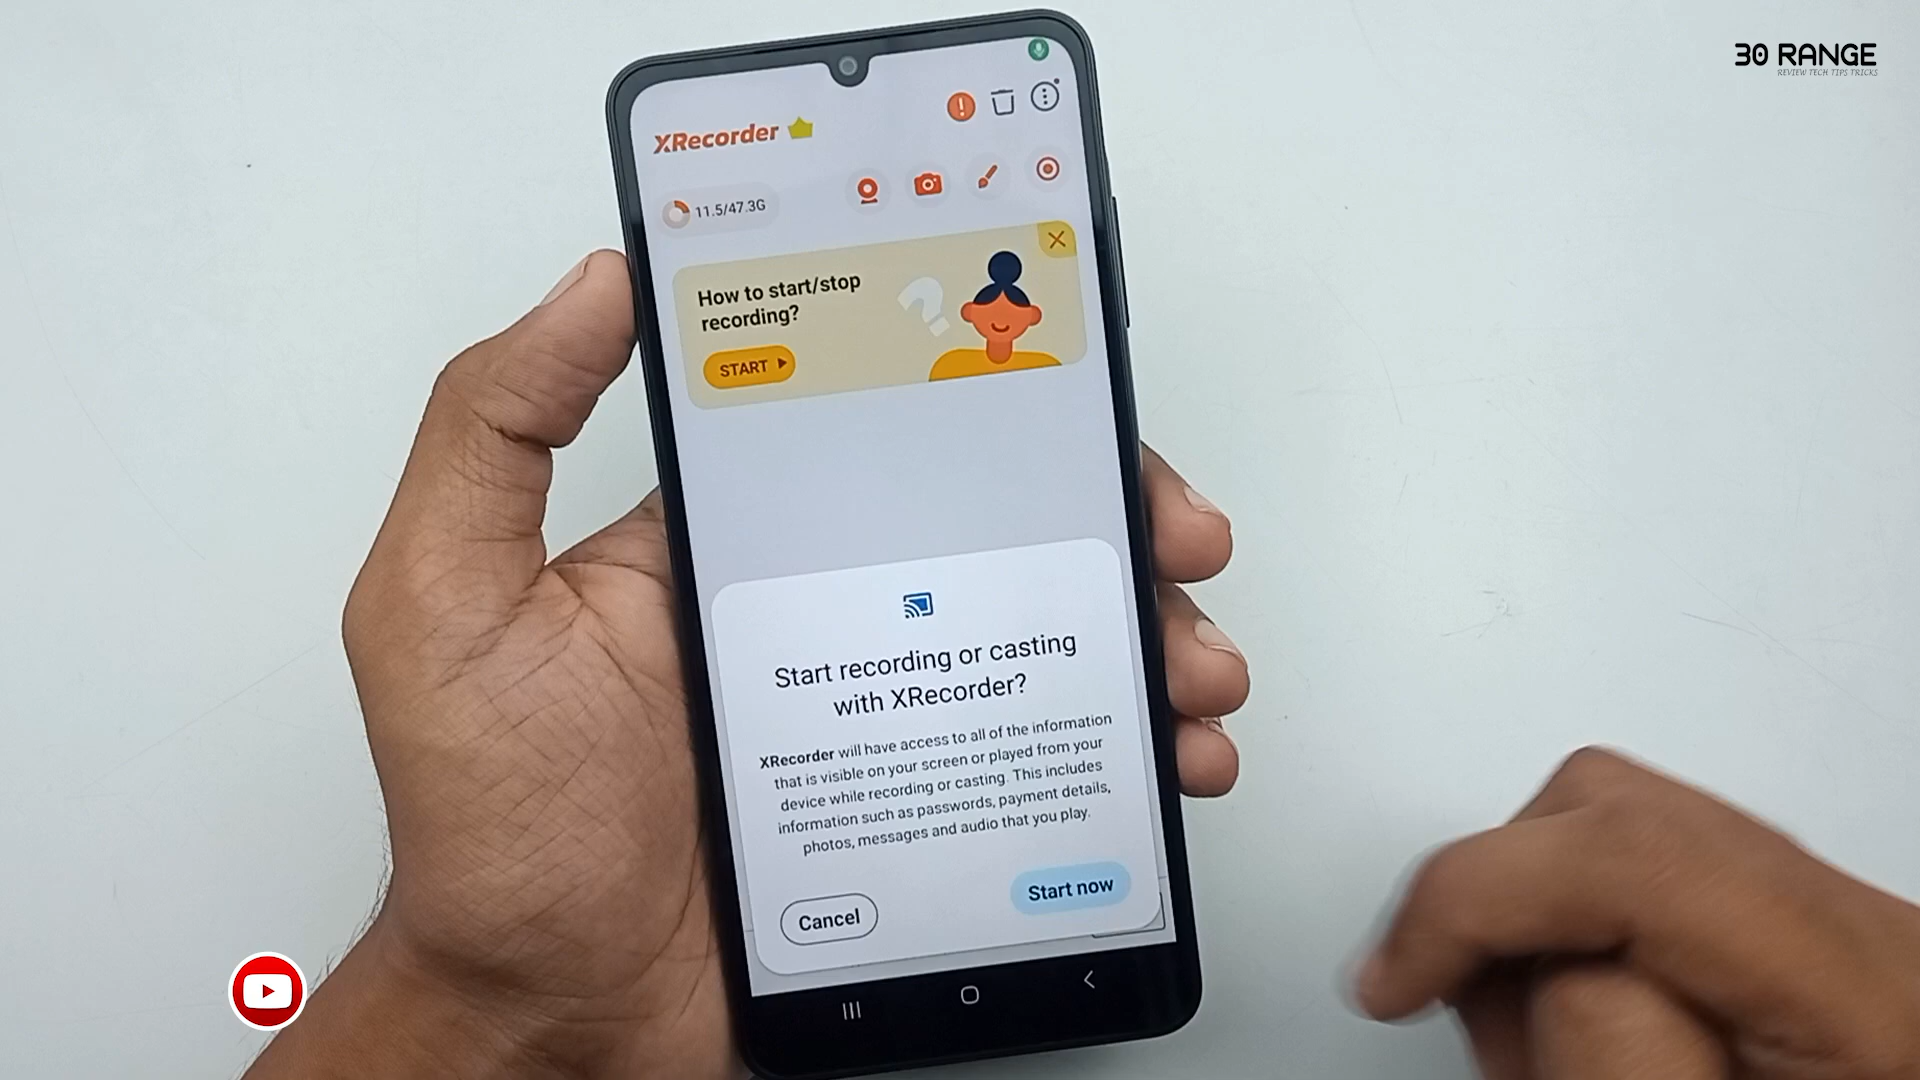 30 RANGE
REVIEW TECH TIPS TRICKS
XRecorder
11.5/47.3G
How to start/stop
recording?
START
Start recording or casting
with XRecorder?
XRecorder will have access to all of the information
that is visible on your screen or played from your
device while recording or casting. This includes
information such as passwords, payment details,
photos, messages and audio that you play.
Cancel
Start now